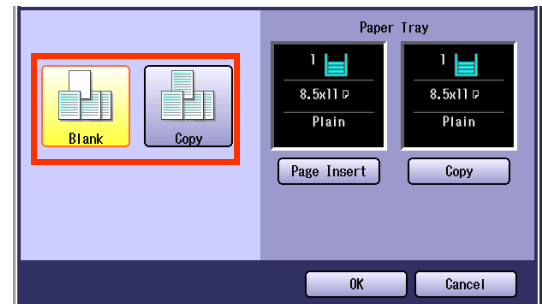 Paper Tray
Blank
Copy
1
8.5x11
Plain
1
8.5x11
Plain
Page Insert
Copy
OK
Cancel